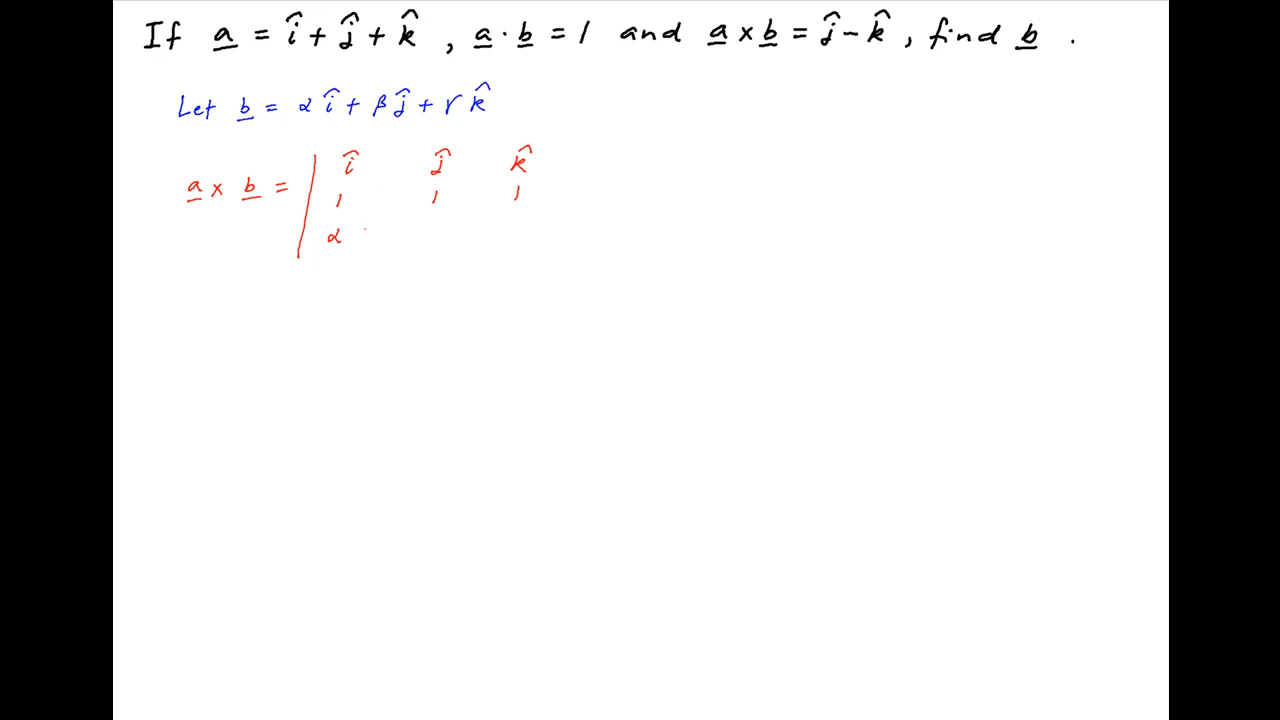 If a = î + ĵ + k̂ , a · b = 1 and a × b = ĵ - k̂ , find b .
Let b = α î + β ĵ + γ k̂
a × b = | î ĵ k̂
1 1 1
α